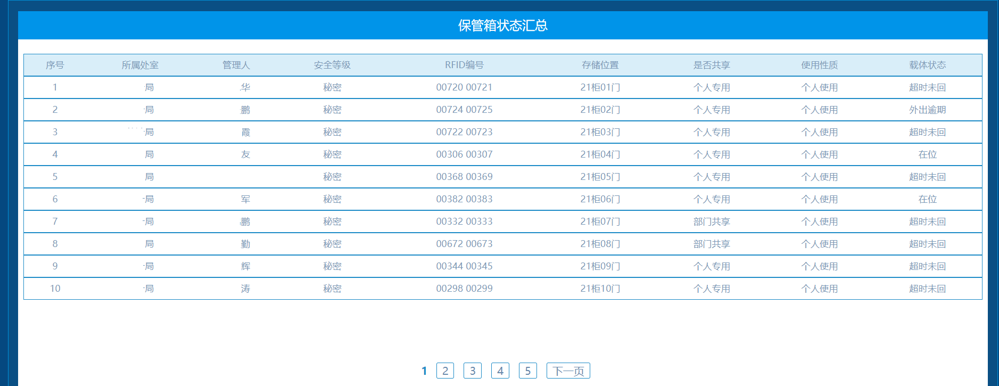 保管箱状态汇总
序号 所属处室 管理人 安全等级 RFID编号 存储位置 是否共享 使用性质 载体状态
1 局 华 秘密 00720 00721 21柜01门 个人专用 个人使用 超时未回
2 局 鹏 秘密 00724 00725 21柜02门 个人专用 个人使用 外出逾期
3 局 霞 秘密 00722 00723 21柜03门 个人专用 个人使用 超时未回
4 局 友 秘密 00306 00307 21柜04门 个人专用 个人使用 在位
5 局 秘密 00368 00369 21柜05门 个人专用 个人使用 超时未回
6 局 军 秘密 00382 00383 21柜06门 个人专用 个人使用 在位
7 局 鹏 秘密 00332 00333 21柜07门 部门共享 个人使用 超时未回
8 局 勤 秘密 00672 00673 21柜08门 部门共享 个人使用 超时未回
9 局 辉 秘密 00344 00345 21柜09门 个人专用 个人使用 超时未回
10 局 涛 秘密 00298 00299 21柜10门 个人专用 个人使用 超时未回
1 2 3 4 5 下一页